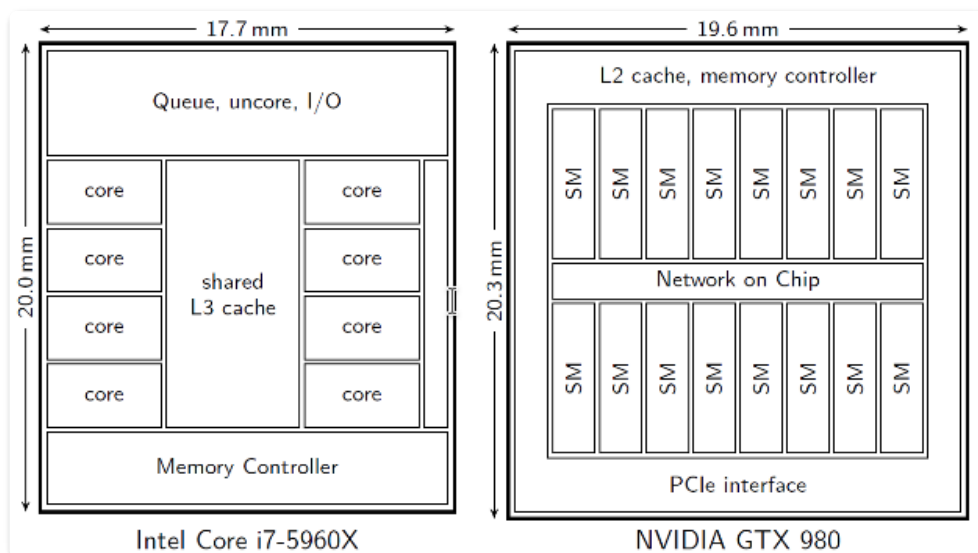 17.7 mm
20.0 mm
Queue, uncore, I/O
core
core
core
core
shared
L3 cache
core
core
core
core
Memory Controller
Intel Core i7-5960X
19.6 mm
20.3 mm
L2 cache, memory controller
SM SM SM SM SM SM SM SM
Network on Chip
SM SM SM SM SM SM SM SM
PCIe interface
NVIDIA GTX 980